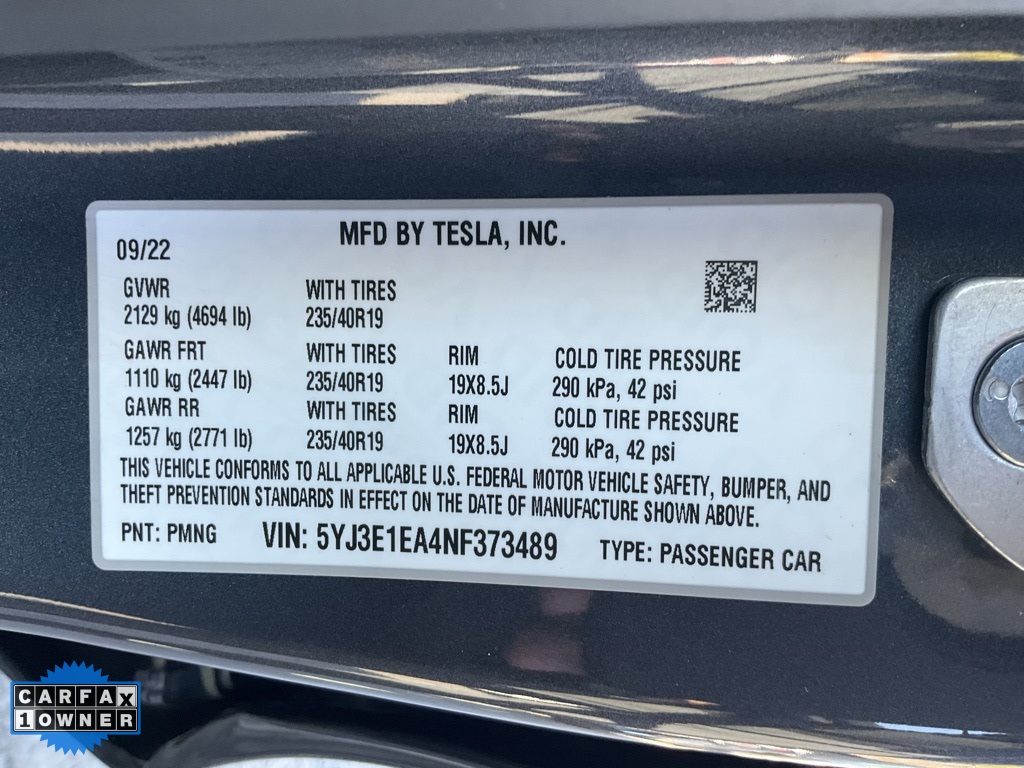 MFD BY TESLA, INC.
09/22
GVWR WITH TIRES
2129 kg (4694 lb) 235/40R19
GAWR FRT WITH TIRES RIM COLD TIRE PRESSURE
1110 kg (2447 lb) 235/40R19 19X8.5J 290 kPa, 42 psi
GAWR RR WITH TIRES RIM COLD TIRE PRESSURE
1257 kg (2771 lb) 235/40R19 19X8.5J 290 kPa, 42 psi
THIS VEHICLE CONFORMS TO ALL APPLICABLE U.S. FEDERAL MOTOR VEHICLE SAFETY, BUMPER, AND
THEFT PREVENTION STANDARDS IN EFFECT ON THE DATE OF MANUFACTURE SHOWN ABOVE.
PNT: PMNG VIN: 5YJ3E1EA4NF373489 TYPE: PASSENGER CAR
CARFAX
1 OWNER